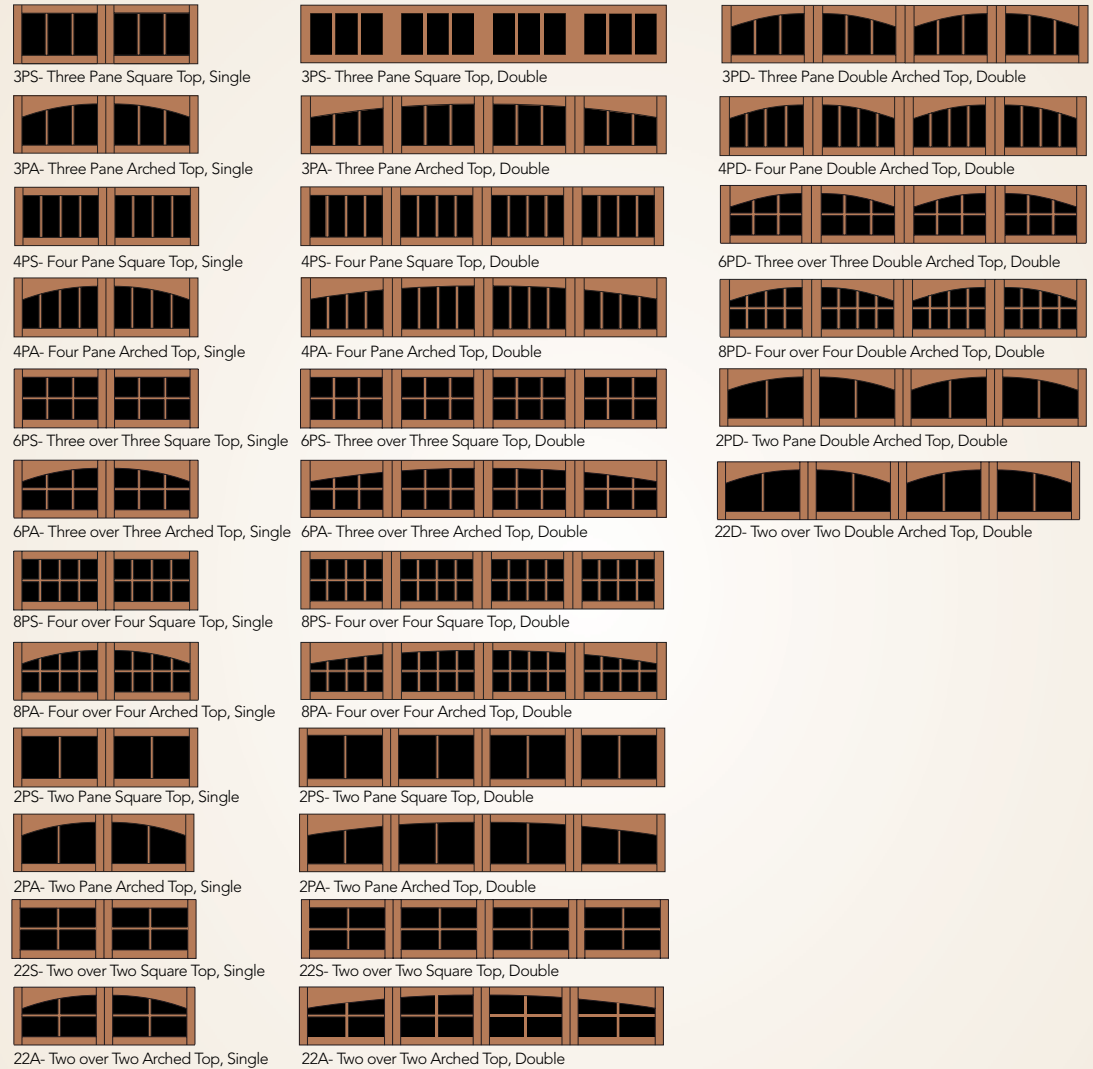 3PS- Three Pane Square Top, Single
3PS- Three Pane Square Top, Double
3PD- Three Pane Double Arched Top, Double
3PA- Three Pane Arched Top, Single
3PA- Three Pane Arched Top, Double
4PD- Four Pane Double Arched Top, Double
4PS- Four Pane Square Top, Single
4PS- Four Pane Square Top, Double
6PD- Three over Three Double Arched Top, Double
4PA- Four Pane Arched Top, Single
4PA- Four Pane Arched Top, Double
8PD- Four over Four Double Arched Top, Double
6PS- Three over Three Square Top, Single
6PS- Three over Three Square Top, Double
2PD- Two Pane Double Arched Top, Double
6PA- Three over Three Arched Top, Single
6PA- Three over Three Arched Top, Double
22D- Two over Two Double Arched Top, Double
8PS- Four over Four Square Top, Single
8PS- Four over Four Square Top, Double
8PA- Four over Four Arched Top, Single
8PA- Four over Four Arched Top, Double
2PS- Two Pane Square Top, Single
2PS- Two Pane Square Top, Double
2PA- Two Pane Arched Top, Single
2PA- Two Pane Arched Top, Double
22S- Two over Two Square Top, Single
22S- Two over Two Square Top, Double
22A- Two over Two Arched Top, Single
22A- Two over Two Arched Top, Double